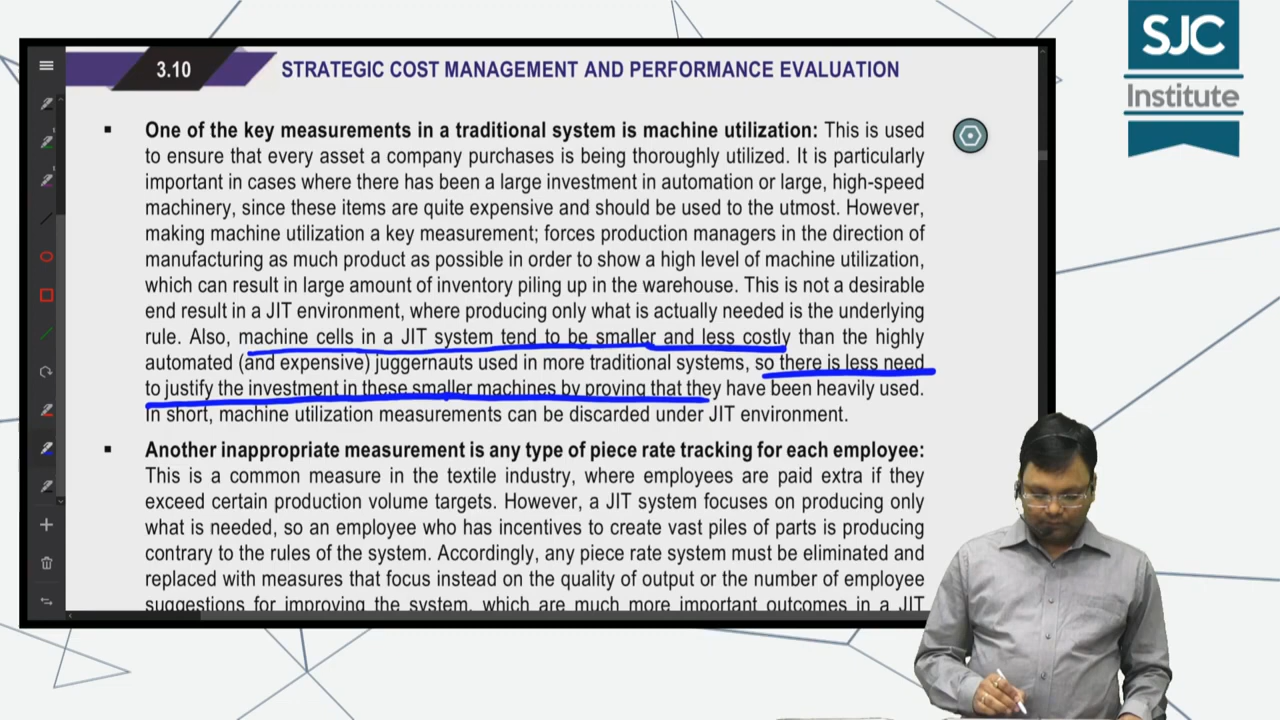 SJC
Institute
3.10
STRATEGIC COST MANAGEMENT AND PERFORMANCE EVALUATION
▪ One of the key measurements in a traditional system is machine utilization: This is used
to ensure that every asset a company purchases is being thoroughly utilized. It is particularly
important in cases where there has been a large investment in automation or large, high-speed
machinery, since these items are quite expensive and should be used to the utmost. However,
making machine utilization a key measurement; forces production managers in the direction of
manufacturing as much product as possible in order to show a high level of machine utilization,
which can result in large amount of inventory piling up in the warehouse. This is not a desirable
end result in a JIT environment, where producing only what is actually needed is the underlying
rule. Also, machine cells in a JIT system tend to be smaller and less costly than the highly
automated (and expensive) juggernauts used in more traditional systems, so there is less need
to justify the investment in these smaller machines by proving that they have been heavily used.
In short, machine utilization measurements can be discarded under JIT environment.
▪ Another inappropriate measurement is any type of piece rate tracking for each employee:
This is a common measure in the textile industry, where employees are paid extra if they
exceed certain production volume targets. However, a JIT system focuses on producing only
what is needed, so an employee who has incentives to create vast piles of parts is producing
contrary to the rules of the system. Accordingly, any piece rate system must be eliminated and
replaced with measures that focus instead on the quality of output or the number of employee
suggestions for improving the system, which are much more important outcomes in a JIT